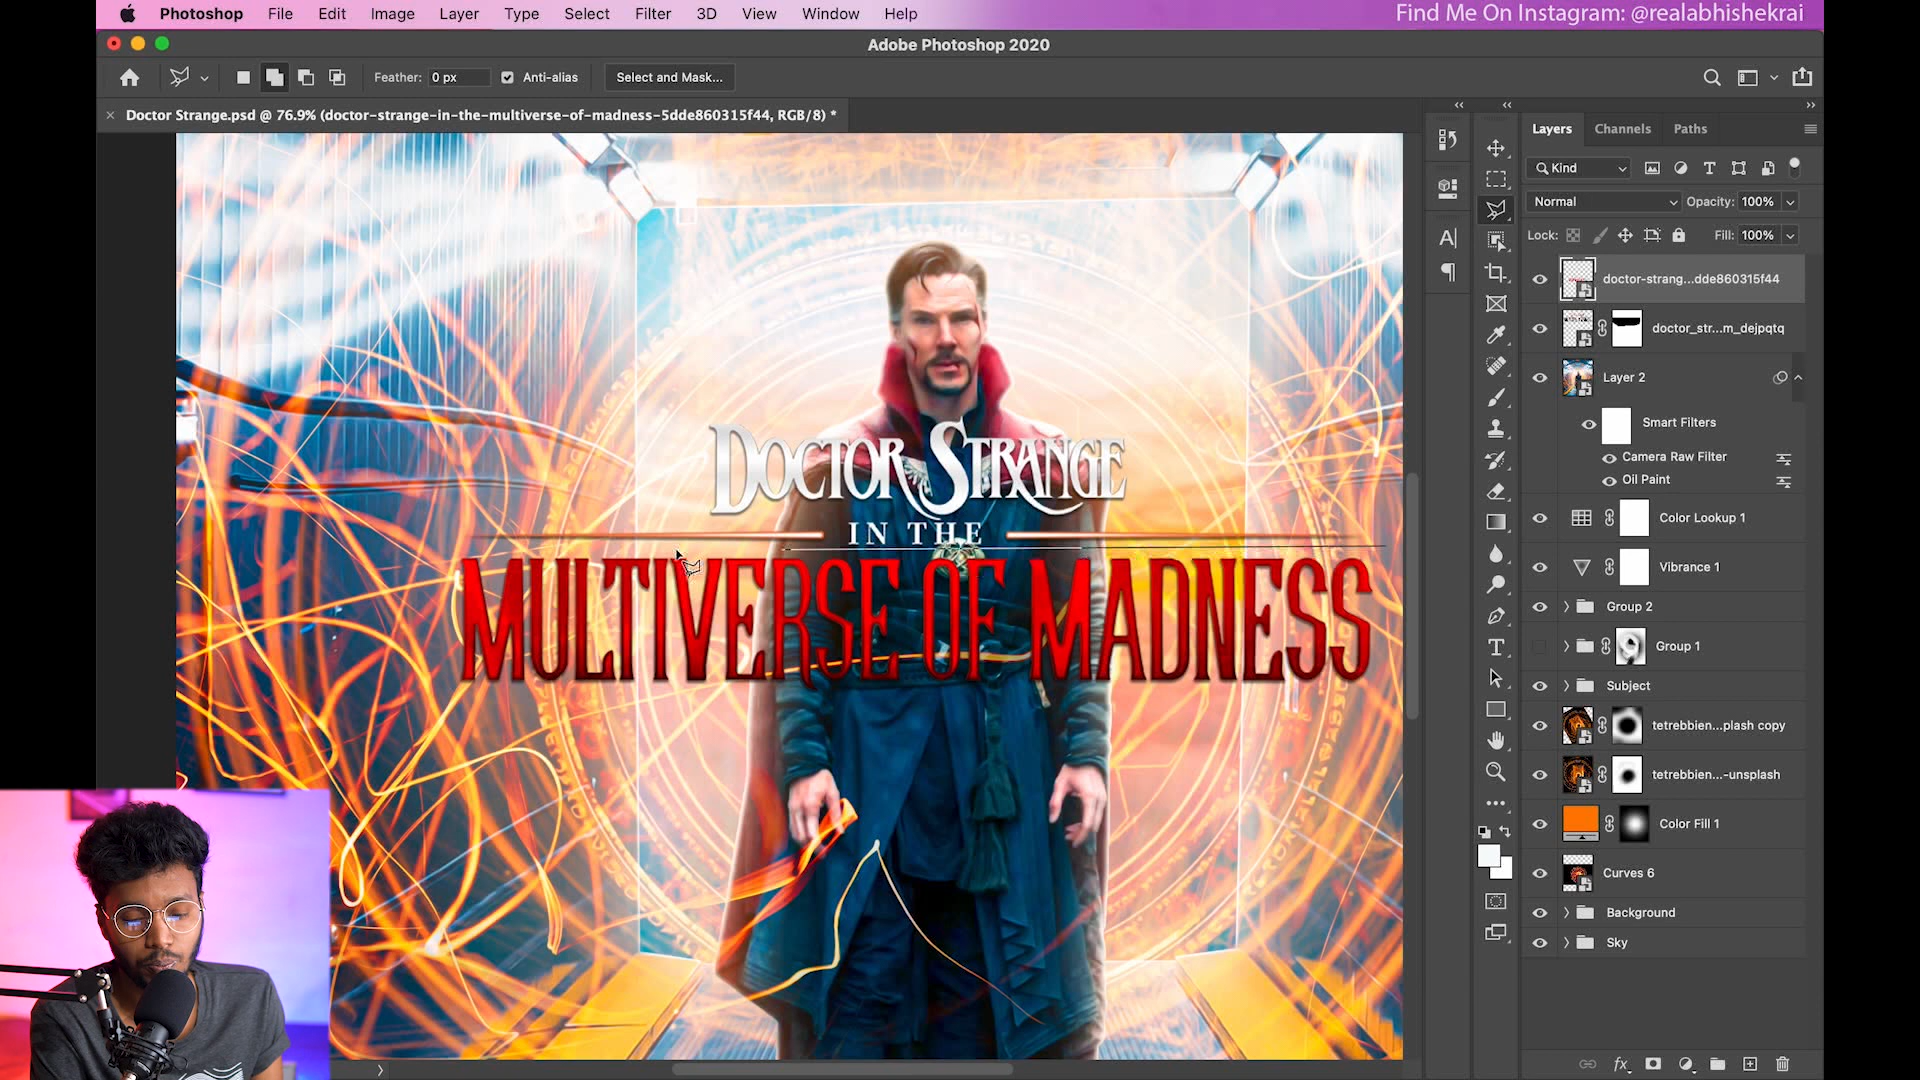 Photoshop File Edit Image Layer Type Select Filter 3D View Window Help
Find Me On Instagram: @realabhishekrai
Adobe Photoshop 2020
Feather: 0 px Anti-alias Select and Mask...
Doctor Strange.psd @ 76.9% (doctor-strange-in-the-multiverse-of-madness-5dde860315f44, RGB/8) *
Layers Channels Paths
Kind
Normal Opacity: 100%
Lock: Fill: 100%
doctor-strang...dde860315f44
doctor_str...m_dejpqtq
Layer 2
Smart Filters
Camera Raw Filter
Oil Paint
Color Lookup 1
Vibrance 1
Group 2
Group 1
Subject
tetrebbien...plash copy
tetrebbien...-unsplash
Color Fill 1
Curves 6
Background
Sky
DOCTOR STRANGE
IN THE
MULTIVERSE OF MADNESS